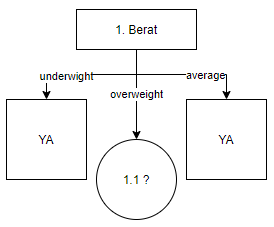 1. Berat
underwight
average
overweight
YA
YA
1.1 ?